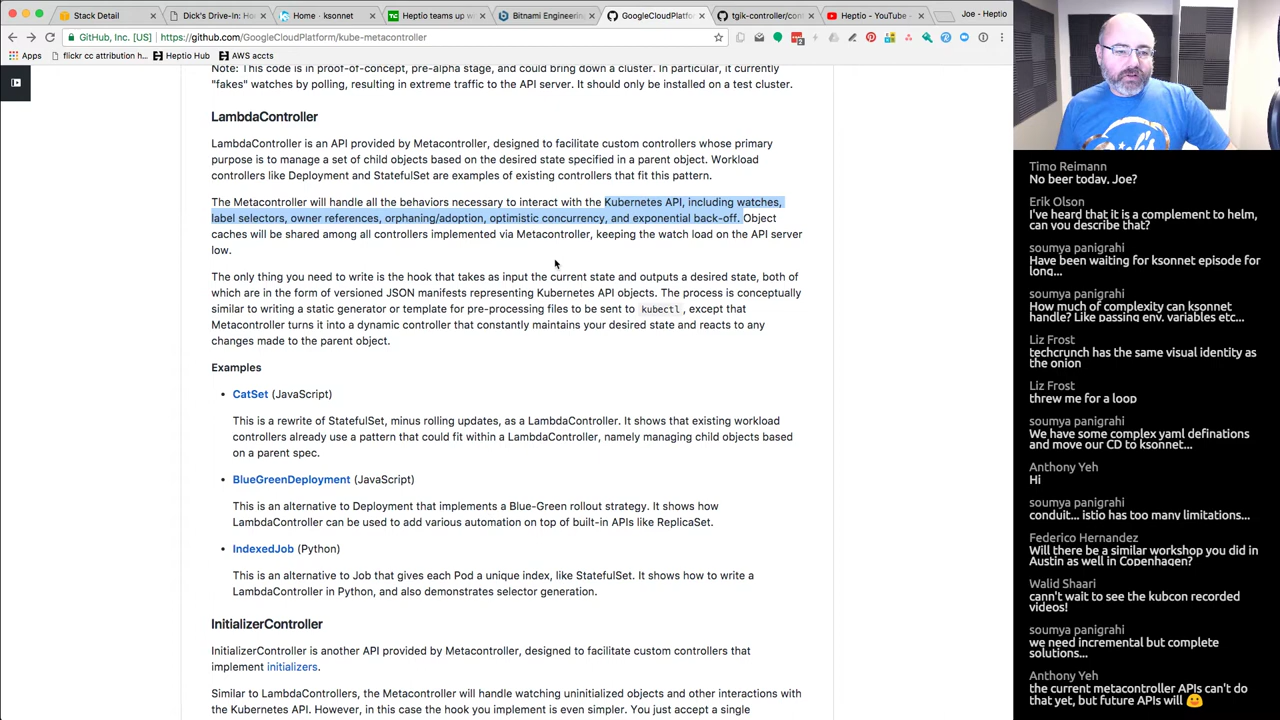 Stack Detail
Dick's Drive-In: Ho
Home · ksonnet
Heptio teams up w
Bitnami Engineering
GoogleCloudPlatfo
tgik-controller/con
Heptio - YouTube -
Joe - Heptio
GitHub, Inc. [US]
https://github.com/GoogleCloudPlatform/kube-metacontroller
Apps
flickr cc attribution h...
Heptio Hub
AWS accts
Note: This code is in proof-of-concept, pre-alpha stage, and could bring down a cluster. In particular, it currently
"fakes" watches by polling, resulting in extreme traffic to the API server. It should only be installed on a test cluster.
LambdaController
LambdaController is an API provided by Metacontroller, designed to facilitate custom controllers whose primary
purpose is to manage a set of child objects based on the desired state specified in a parent object. Workload
controllers like Deployment and StatefulSet are examples of existing controllers that fit this pattern.
The Metacontroller will handle all the behaviors necessary to interact with the Kubernetes API, including watches,
label selectors, owner references, orphaning/adoption, optimistic concurrency, and exponential back-off. Object
caches will be shared among all controllers implemented via Metacontroller, keeping the watch load on the API server
low.
The only thing you need to write is the hook that takes as input the current state and outputs a desired state, both of
which are in the form of versioned JSON manifests representing Kubernetes API objects. The process is conceptually
similar to writing a static generator or template for pre-processing files to be sent to kubectl, except that
Metacontroller turns it into a dynamic controller that constantly maintains your desired state and reacts to any
changes made to the parent object.
Examples
• CatSet (JavaScript)
This is a rewrite of StatefulSet, minus rolling updates, as a LambdaController. It shows that existing workload
controllers already use a pattern that could fit within a LambdaController, namely managing child objects based
on a parent spec.
• BlueGreenDeployment (JavaScript)
This is an alternative to Deployment that implements a Blue-Green rollout strategy. It shows how
LambdaController can be used to add various automation on top of built-in APIs like ReplicaSet.
• IndexedJob (Python)
This is an alternative to Job that gives each Pod a unique index, like StatefulSet. It shows how to write a
LambdaController in Python, and also demonstrates selector generation.
InitializerController
InitializerController is another API provided by Metacontroller, designed to facilitate custom controllers that
implement initializers.
Similar to LambdaControllers, the Metacontroller will handle watching uninitialized objects and other interactions
with the Kubernetes API. However, in this case the hook you implement is even simpler. You just accept a single
Timo Reimann
No beer today, Joe?
Erik Olson
I've heard that it is a complement to helm,
can you describe that?
soumya panigrahi
Have been waiting for ksonnet episode for
long...
soumya panigrahi
How much of complexity can ksonnet
handle? Like passing env. variables etc...
Liz Frost
techcrunch has the same visual identity as
the onion
Liz Frost
threw me for a loop
soumya panigrahi
We have some complex yaml definations
and move our CD to ksonnet...
Anthony Yeh
Hi
soumya panigrahi
conduit... istio has too many limitations...
Federico Hernandez
Will there be a similar workshop you did in
Austin as well in Copenhagen?
Walid Shaari
cann't wait to see the kubcon recorded
videos!
soumya panigrahi
we need incremental but complete
solutions...
Anthony Yeh
the current metacontroller APIs can't do
that yet, but future APIs will